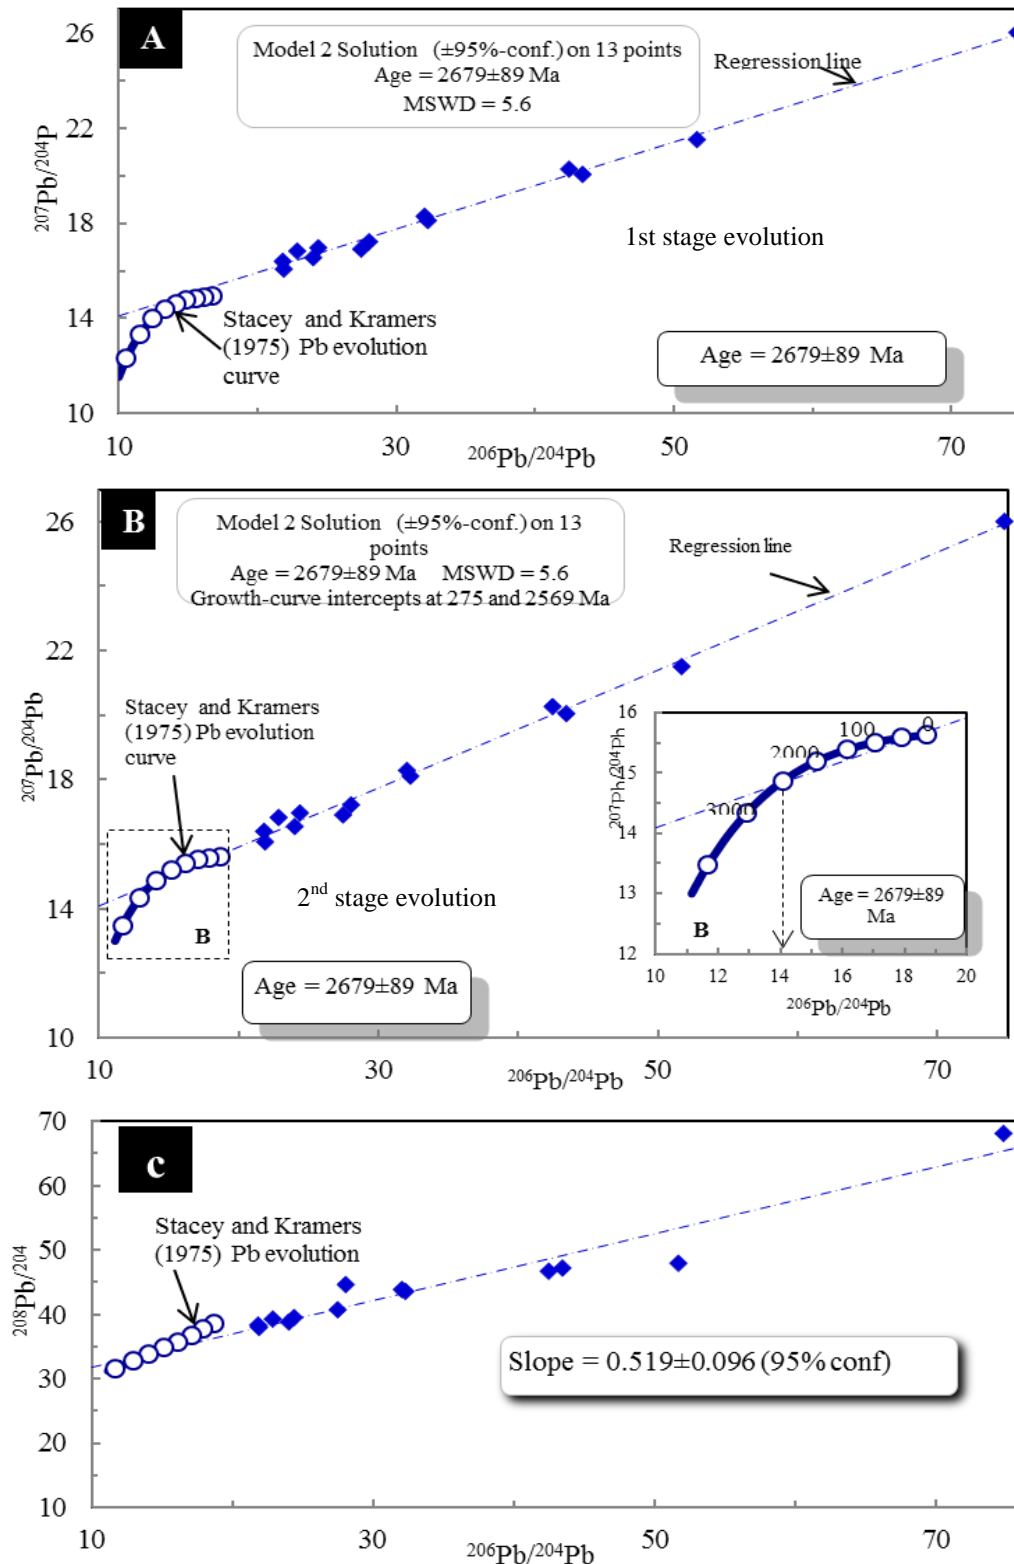 A
Model 2 Solution (±95%-conf.) on 13 points
Age = 2679±89 Ma
MSWD = 5.6
Regression line
1st stage evolution
Stacey and Kramers
(1975) Pb evolution
curve
Age = 2679±89 Ma
26
22
18
14
10
²⁰⁷Pb/²⁰⁴P
10
30
50
70
²⁰⁶Pb/²⁰⁴Pb
B
Model 2 Solution (±95%-conf.) on 13
points
Age = 2679±89 Ma MSWD = 5.6
Growth-curve intercepts at 275 and 2569 Ma
Regression line
Stacey and Kramers
(1975) Pb evolution
curve
2nd stage evolution
B
Age = 2679±89 Ma
26
22
18
14
10
²⁰⁷Pb/²⁰⁴Pb
10
30
50
70
²⁰⁶Pb/²⁰⁴Pb
16
15
14
13
12
²⁰⁷Pb/²⁰⁴Pb
3000
2000
100
0
B
Age = 2679±89
Ma
10
12
14
16
18
20
²⁰⁶Pb/²⁰⁴Pb
c
Stacey and Kramers
(1975) Pb evolution
Slope = 0.519±0.096 (95% conf)
70
60
50
40
30
20
10
²⁰⁸Pb/²⁰⁴
10
30
50
70
²⁰⁶Pb/²⁰⁴Pb